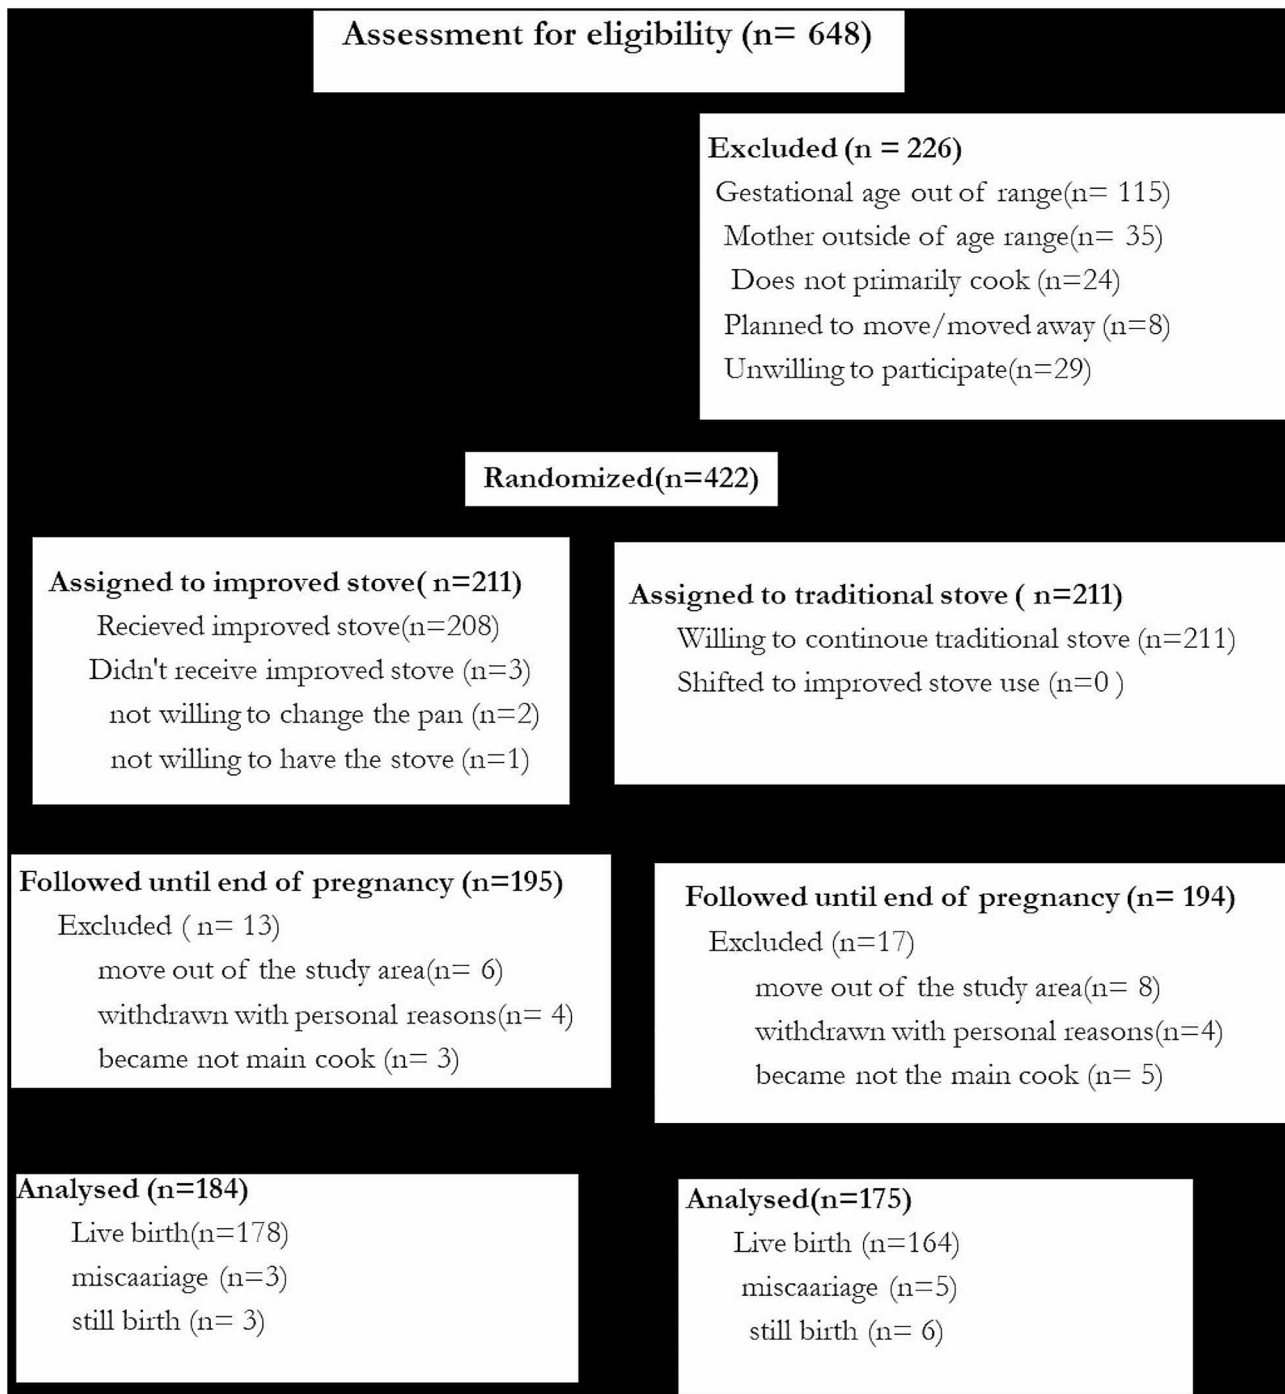 Assessment for eligibility (n= 648)
Excluded (n = 226)
Gestational age out of range(n= 115)
Mother outside of age range(n= 35)
Does not primarily cook (n=24)
Planned to move/moved away (n=8)
Unwilling to participate(n=29)
Randomized(n=422)
Assigned to improved stove( n=211)
Recieved improved stove(n=208)
Didn't receive improved stove (n=3)
not willing to change the pan (n=2)
not willing to have the stove (n=1)
Assigned to traditional stove ( n=211)
Willing to continoue traditional stove (n=211)
Shifted to improved stove use (n=0 )
Followed until end of pregnancy (n=195)
Excluded ( n= 13)
move out of the study area(n= 6)
withdrawn with personal reasons(n= 4)
became not main cook (n= 3)
Followed until end of pregnancy (n= 194)
Excluded (n=17)
move out of the study area(n= 8)
withdrawn with personal reasons(n=4)
became not the main cook (n= 5)
Analysed (n=184)
Live birth(n=178)
miscaariage (n=3)
still birth (n= 3)
Analysed(n=175)
Live birth (n=164)
miscaariage (n=5)
still birth (n= 6)